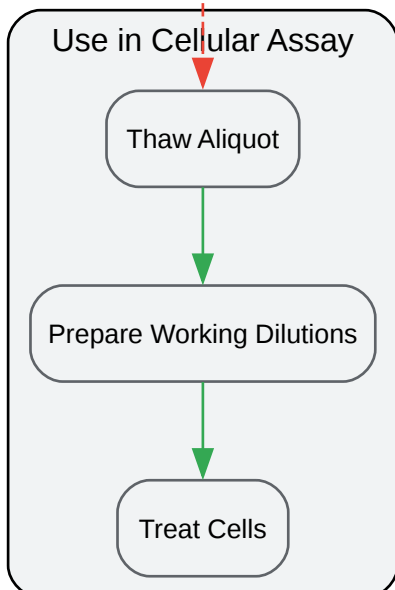 Use in Cellular Assay
Thaw Aliquot
Prepare Working Dilutions
Treat Cells